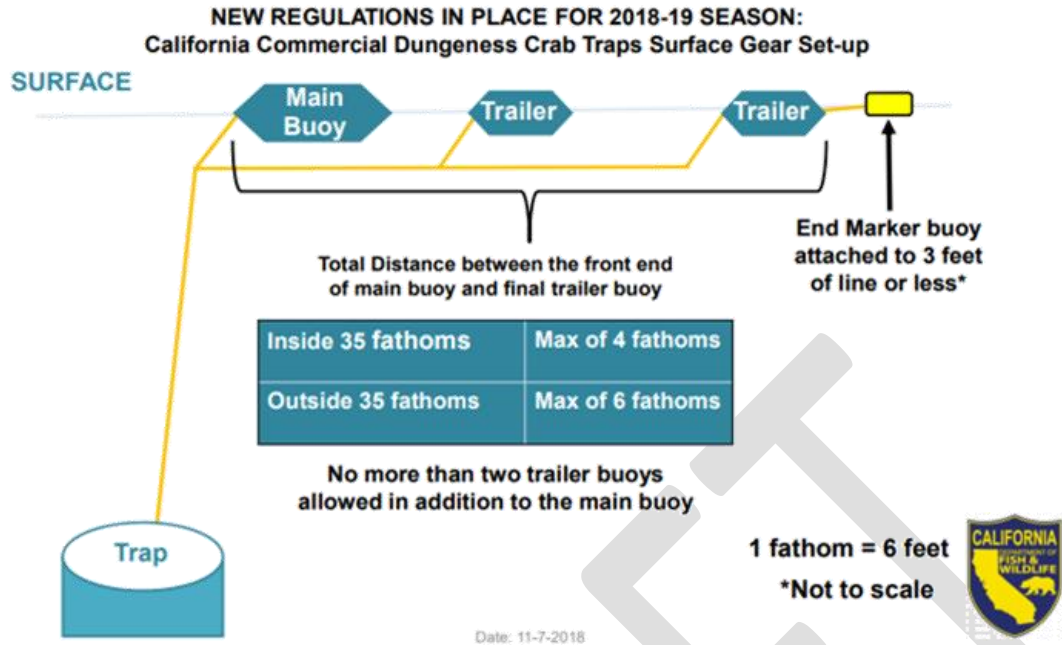 NEW REGULATIONS IN PLACE FOR 2018-19 SEASON:
California Commercial Dungeness Crab Traps Surface Gear Set-up
SURFACE
Main
Buoy
Trailer
Trailer
End Marker buoy
attached to 3 feet
of line or less*
Total Distance between the front end
of main buoy and final trailer buoy
Inside 35 fathoms
Max of 4 fathoms
Outside 35 fathoms
Max of 6 fathoms
No more than two trailer buoys
allowed in addition to the main buoy
Trap
1 fathom = 6 feet
*Not to scale
CALIFORNIA
DEPARTMENT OF
FISH &
WILDLIFE
Date: 11-7-2018